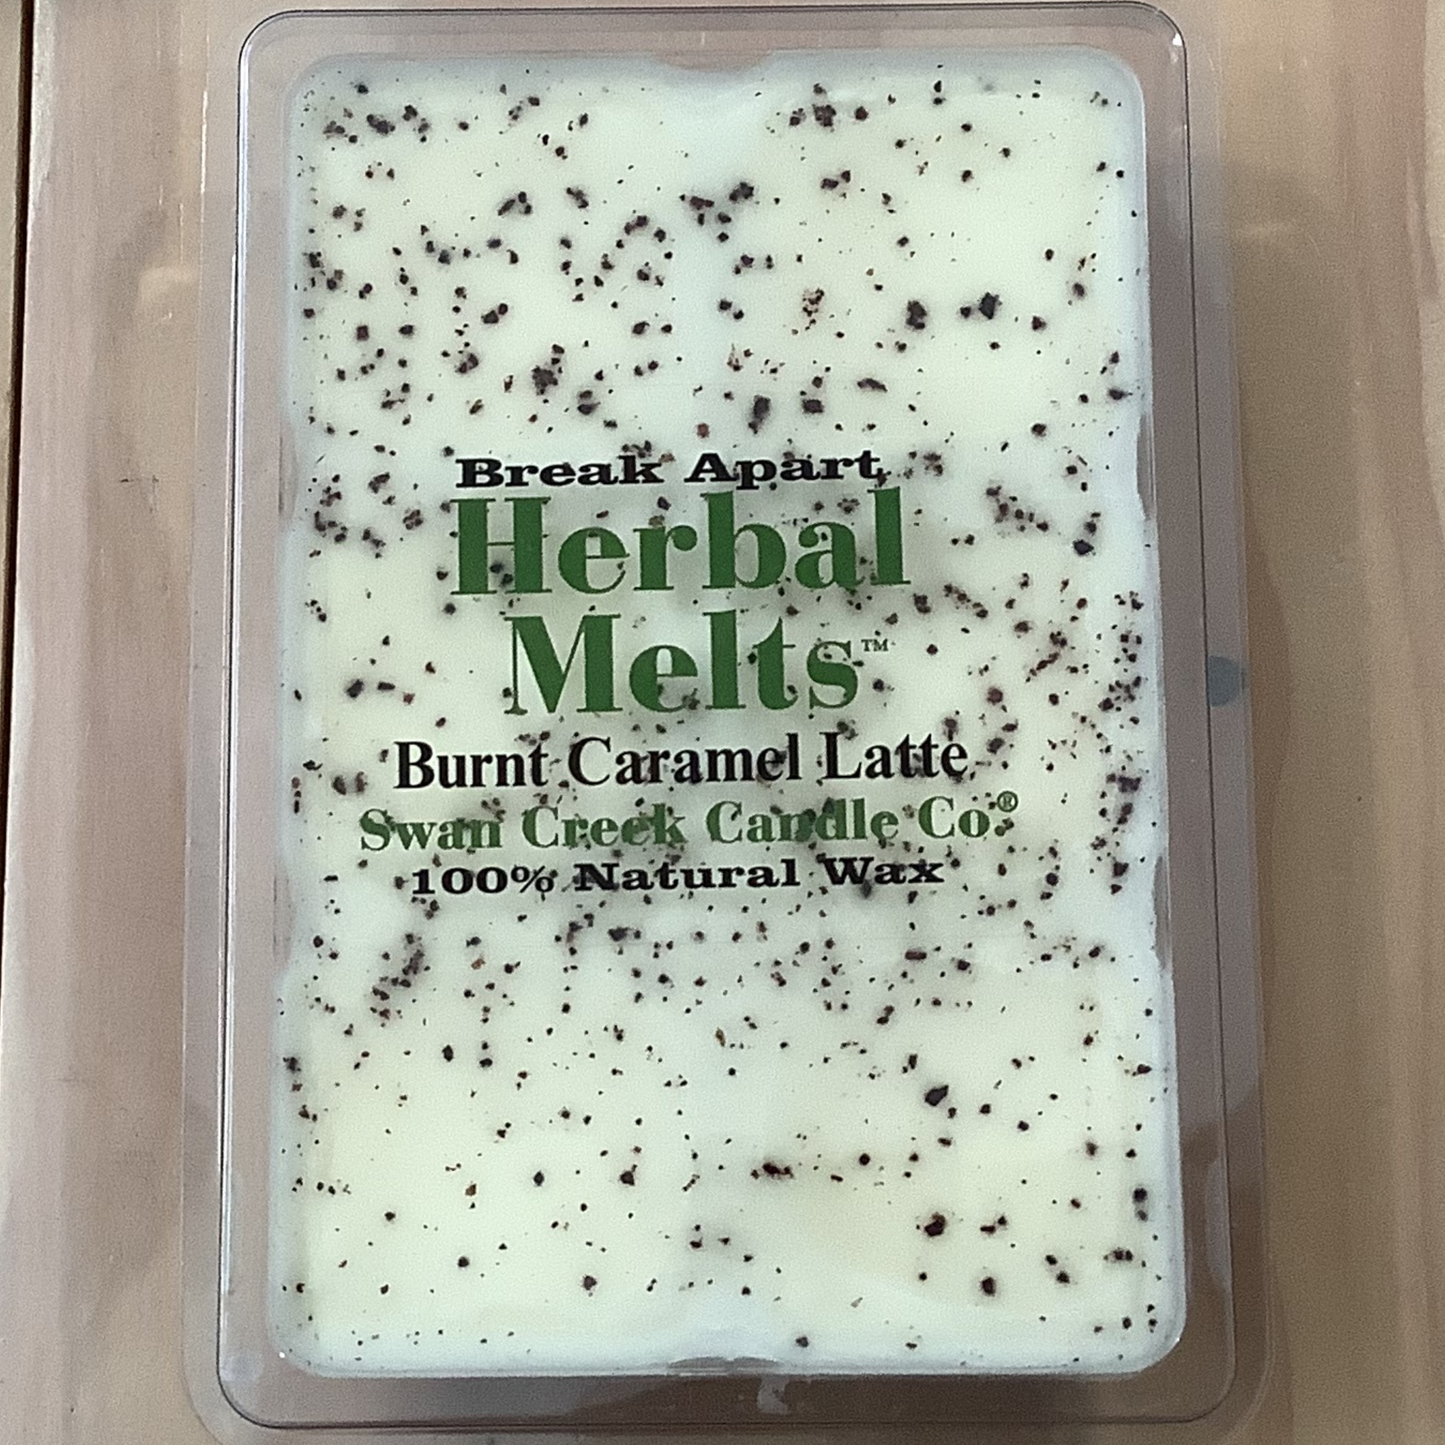 Break Apart
Herbal
Melts™
Burnt Caramel Latte
Swan Creek Candle Co.®
100% Natural Wax